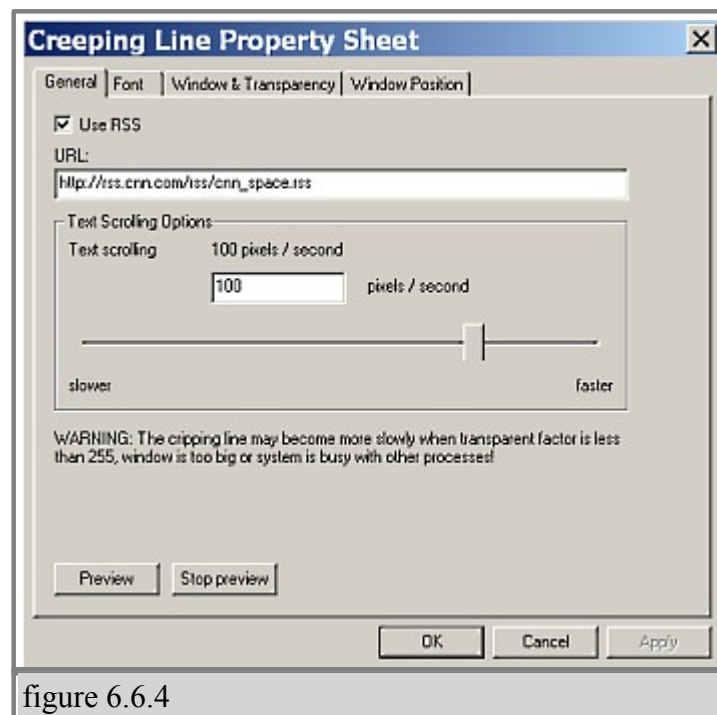 Creeping Line Property Sheet
General Font Window & Transparency Window Position
Use RSS
URL:
http://rss.cnn.com/rss/cnn_space.rss
Text Scrolling Options
Text scrolling 100 pixels / second
100 pixels / second
slower faster
WARNING: The cripping line may become more slowly when transparent factor is less
than 255, window is too big or system is busy with other processes!
Preview Stop preview
OK Cancel Apply
figure 6.6.4